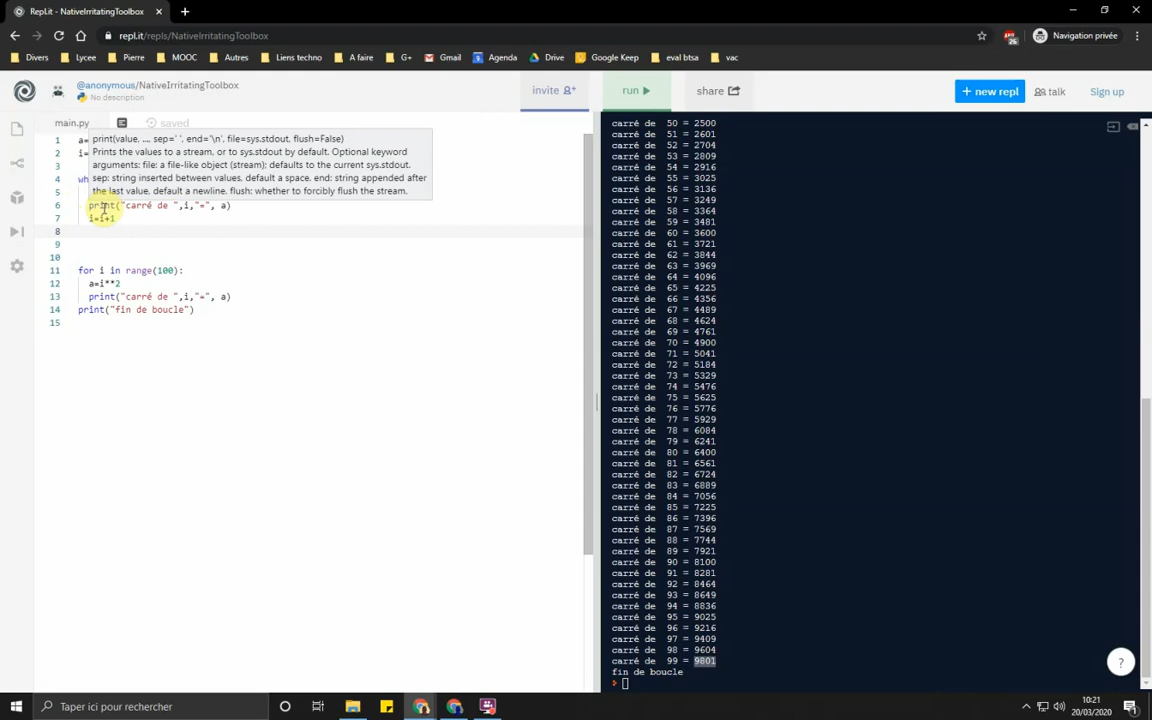 Repl.it - NativeIrritatingToolbox
repl.it/repls/NativeIrritatingToolbox
26
Navigation privée
Divers Lycee Pierre MOOC Autres Liens techno A faire G+ Gmail Agenda Drive Google Keep eval btsa vac
@anonymous/NativeIrritatingToolbox
No description
invite
run
share
+ new repl
talk
Sign up
main.py
saved
1 a=
2 i=
3
4 wh
5
6 print("carré de ",i,"=", a)
7 i=i+1
8
9
10
11 for i in range(100):
12 a=i**2
13 print("carré de ",i,"=", a)
14 print("fin de boucle")
15
print(value, ..., sep=' ', end='\n', file=sys.stdout, flush=False)
Prints the values to a stream, or to sys.stdout by default. Optional keyword
arguments: file: a file-like object (stream); defaults to the current sys.stdout.
sep: string inserted between values, default a space. end: string appended after
the last value, default a newline. flush: whether to forcibly flush the stream.
carré de  50 = 2500
carré de  51 = 2601
carré de  52 = 2704
carré de  53 = 2809
carré de  54 = 2916
carré de  55 = 3025
carré de  56 = 3136
carré de  57 = 3249
carré de  58 = 3364
carré de  59 = 3481
carré de  60 = 3600
carré de  61 = 3721
carré de  62 = 3844
carré de  63 = 3969
carré de  64 = 4096
carré de  65 = 4225
carré de  66 = 4356
carré de  67 = 4489
carré de  68 = 4624
carré de  69 = 4761
carré de  70 = 4900
carré de  71 = 5041
carré de  72 = 5184
carré de  73 = 5329
carré de  74 = 5476
carré de  75 = 5625
carré de  76 = 5776
carré de  77 = 5929
carré de  78 = 6084
carré de  79 = 6241
carré de  80 = 6400
carré de  81 = 6561
carré de  82 = 6724
carré de  83 = 6889
carré de  84 = 7056
carré de  85 = 7225
carré de  86 = 7396
carré de  87 = 7569
carré de  88 = 7744
carré de  89 = 7921
carré de  90 = 8100
carré de  91 = 8281
carré de  92 = 8464
carré de  93 = 8649
carré de  94 = 8836
carré de  95 = 9025
carré de  96 = 9216
carré de  97 = 9409
carré de  98 = 9604
carré de  99 = 9801
fin de boucle
?
Taper ici pour rechercher
10:21
20/03/2020